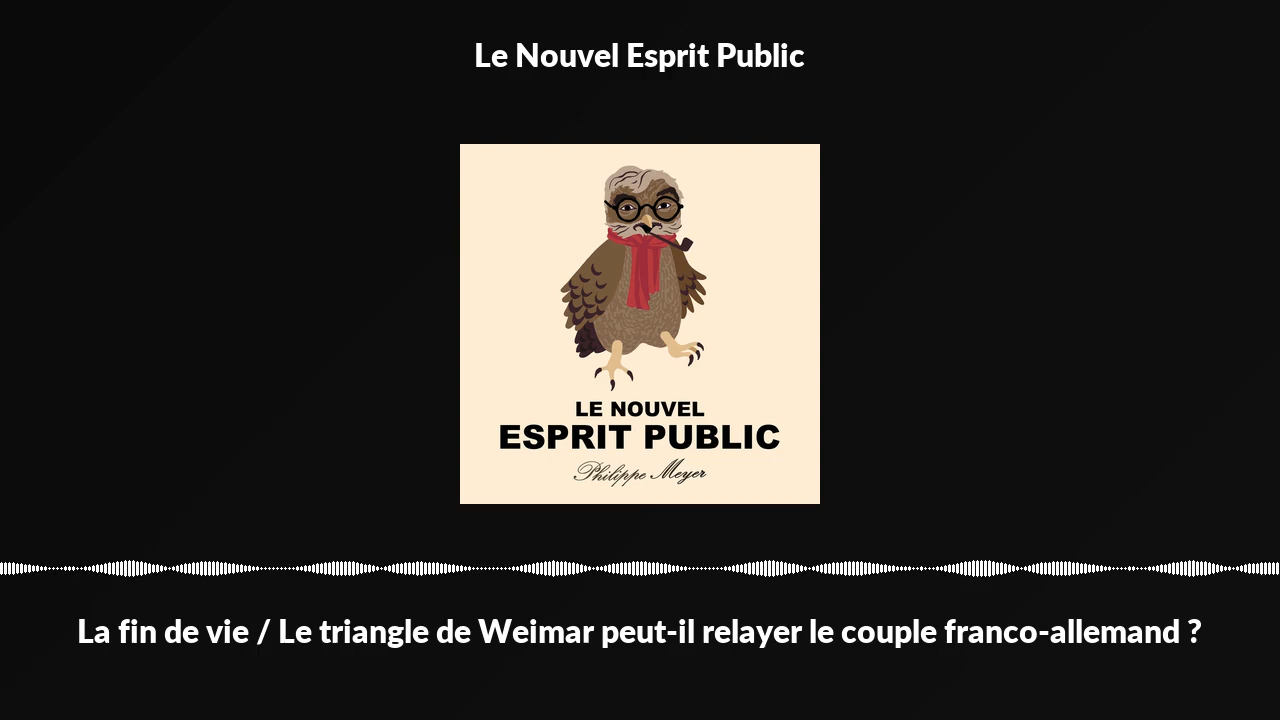 Le Nouvel Esprit Public
LE NOUVEL
ESPRIT PUBLIC
Philippe Meyer
La fin de vie / Le triangle de Weimar peut-il relayer le couple franco-allemand ?